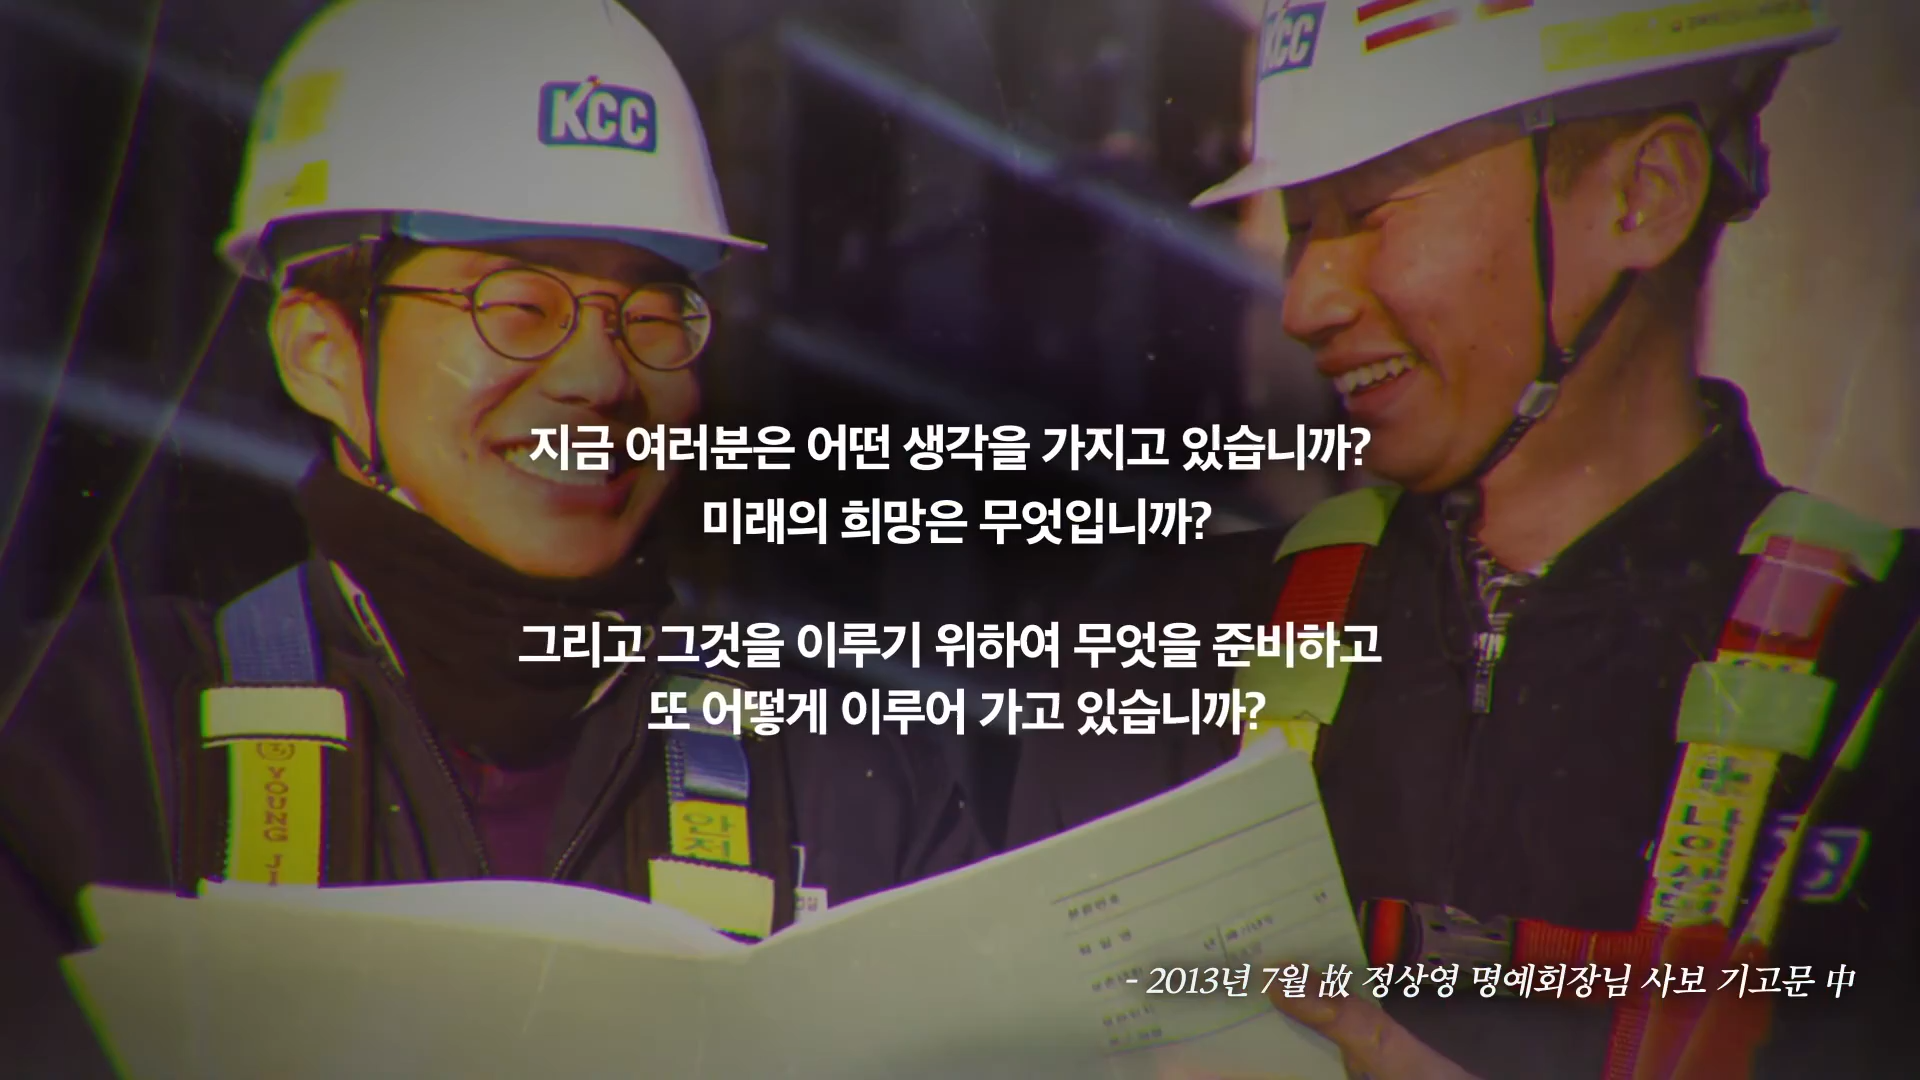 KCC
KCC
지금 여러분은 어떤 생각을 가지고 있습니까?
미래의 희망은 무엇입니까?
그리고 그것을 이루기 위하여 무엇을 준비하고
또 어떻게 이루어 가고 있습니까?
YOUNG JI
안전
- 2013년 7월 故 정상영 명예회장님 사보 기고문 中